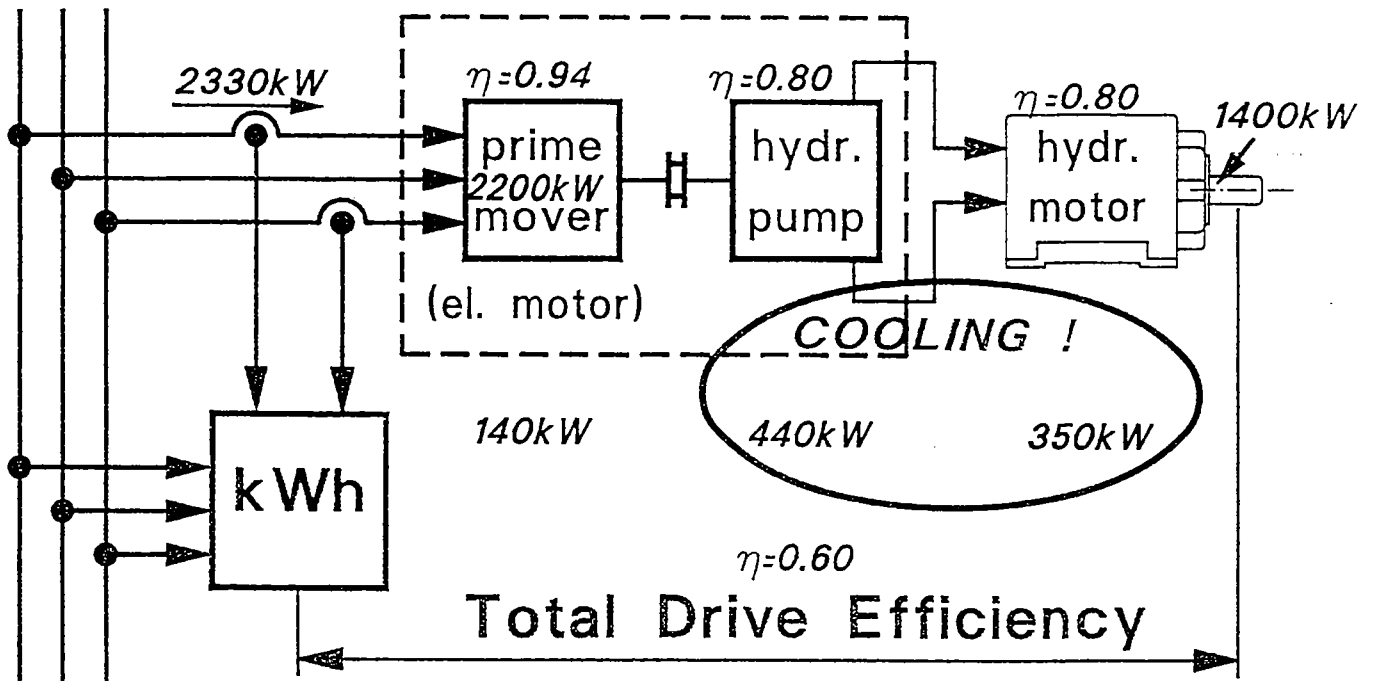 2330kW
η=0.94
η=0.80
η=0.80
1400kW
prime
2200kW
mover
hydr.
pump
hydr.
motor
(el. motor)
COOLING !
140kW
440kW
350kW
kWh
η=0.60
Total Drive Efficiency